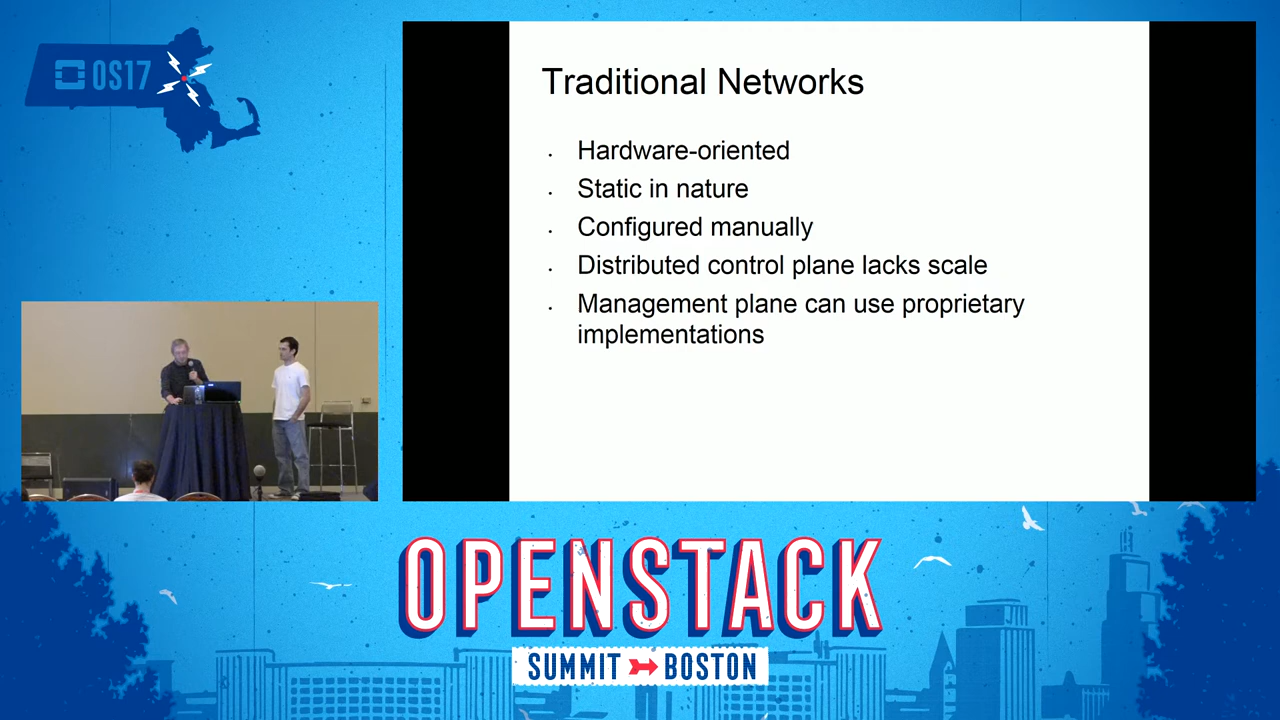 OS17
Traditional Networks
Hardware-oriented
Static in nature
Configured manually
Distributed control plane lacks scale
Management plane can use proprietary
implementations
OPENSTACK
SUMMIT BOSTON